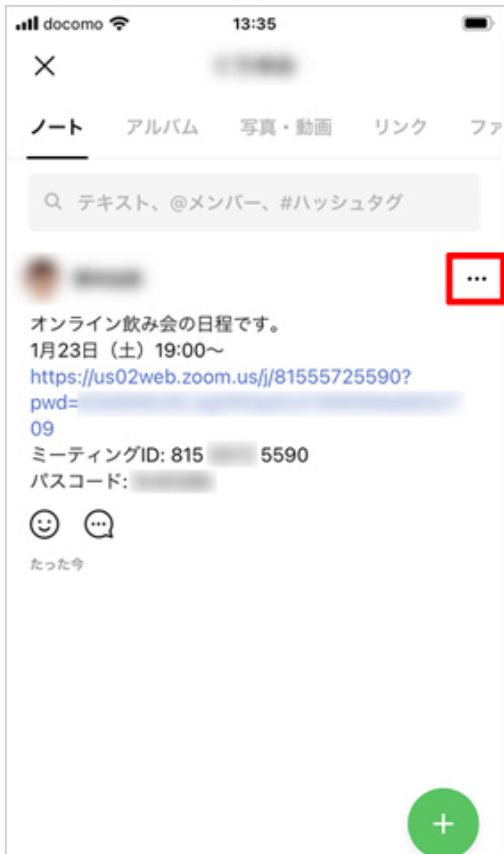 docomo 13:35
ノート アルバム 写真・動画 リンク ファ
テキスト、@メンバー、#ハッシュタグ
オンライン飲み会の日程です。
1月23日（土）19:00～
https://us02web.zoom.us/j/81555725590?
pwd=
09
ミーティングID: 815 5590
パスコード:
たった今